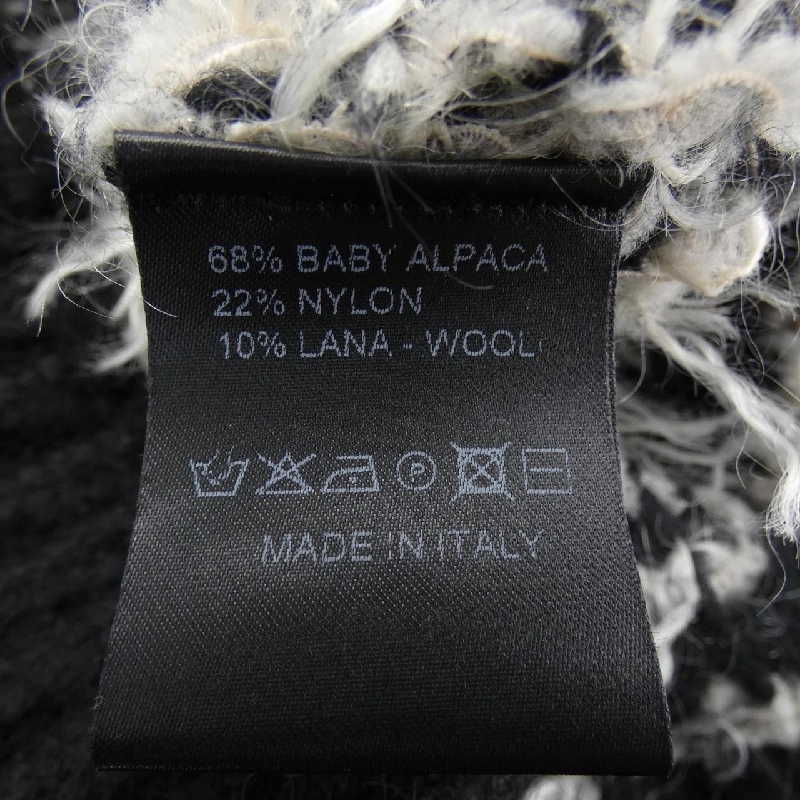 68% BABY ALPACA
22% NYLON
10% LANA - WOOL
P
MADE IN ITALY